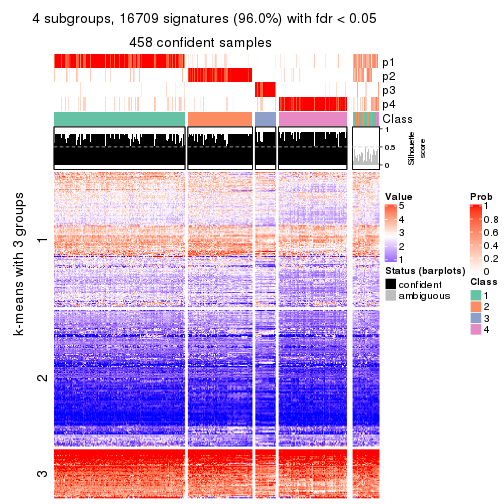 4 subgroups, 16709 signatures (96.0%) with fdr < 0.05
458 confident samples
p1
p2
p3
p4
Class
1
0.5
0
Silhouette
score
k-means with 3 groups
1
2
3
Value
5
4
3
2
1
Status (barplots)
confident
ambiguous
Prob
1
0.8
0.6
0.4
0.2
0
Class
1
2
3
4